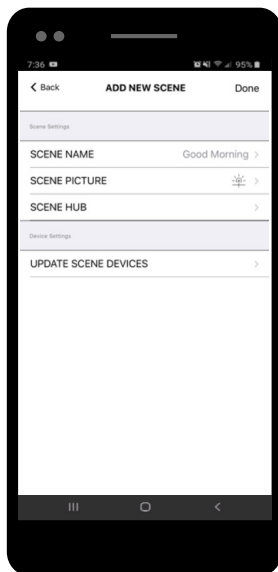 7:36 95%
Back ADD NEW SCENE Done
Scene Settings
SCENE NAME Good Morning
SCENE PICTURE
SCENE HUB
Device Settings
UPDATE SCENE DEVICES